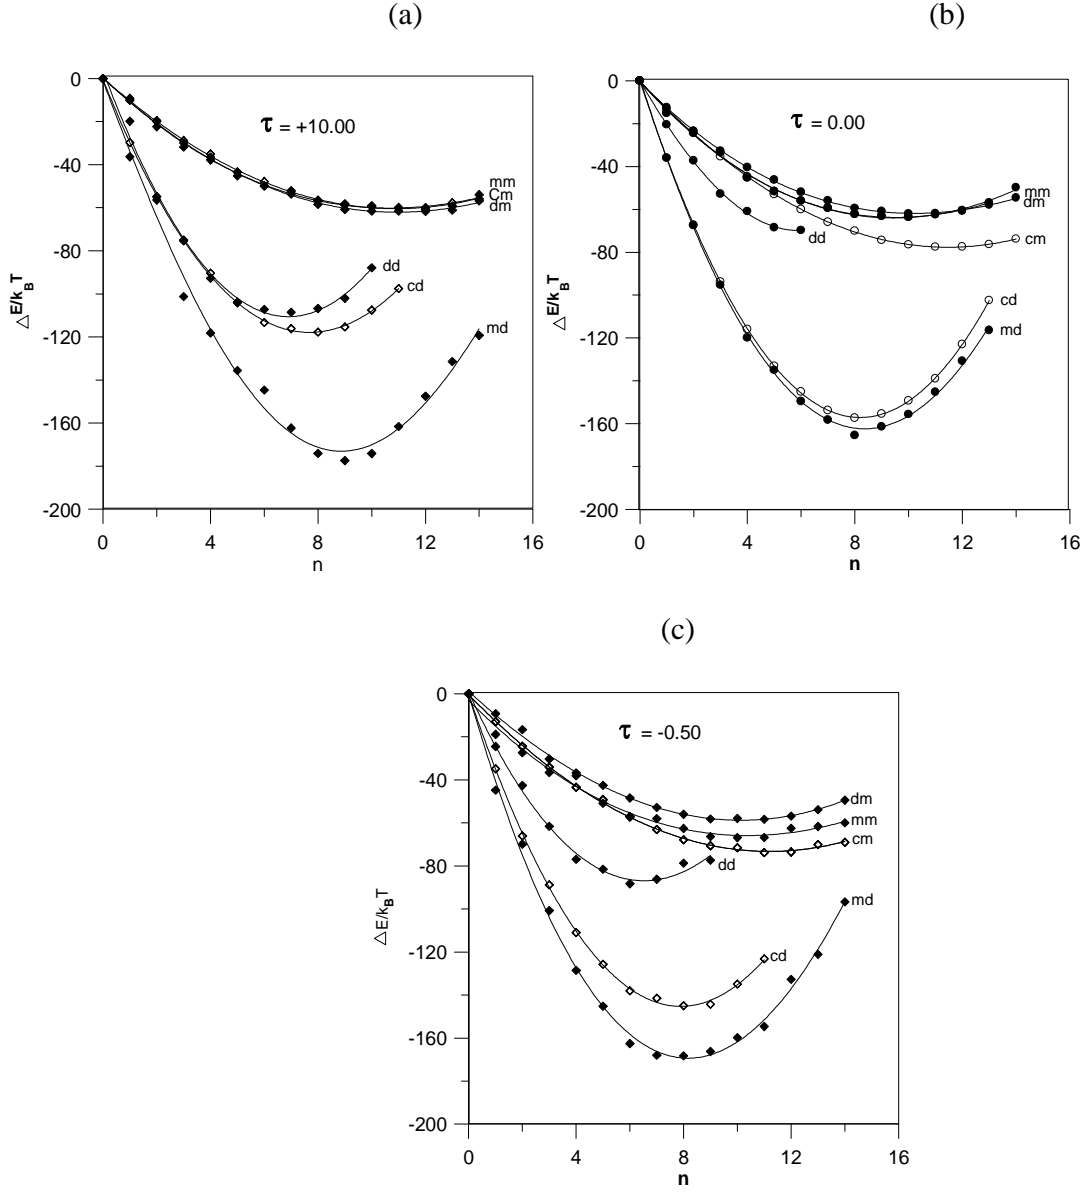 (a)
(b)
0
-40
-80
-120
-160
-200
△ E/k_BT
τ = +10.00
mm
Cm
dm
dd
cd
md
0 4 8 12 16
n
0
-40
-80
-120
-160
-200
△ E/k_BT
τ = 0.00
mm
dm
cm
dd
cd
md
0 4 8 12 16
n
(c)
0
-40
-80
-120
-160
-200
△E/k_BT
τ = -0.50
dm
mm
cm
dd
md
cd
0 4 8 12 16
n